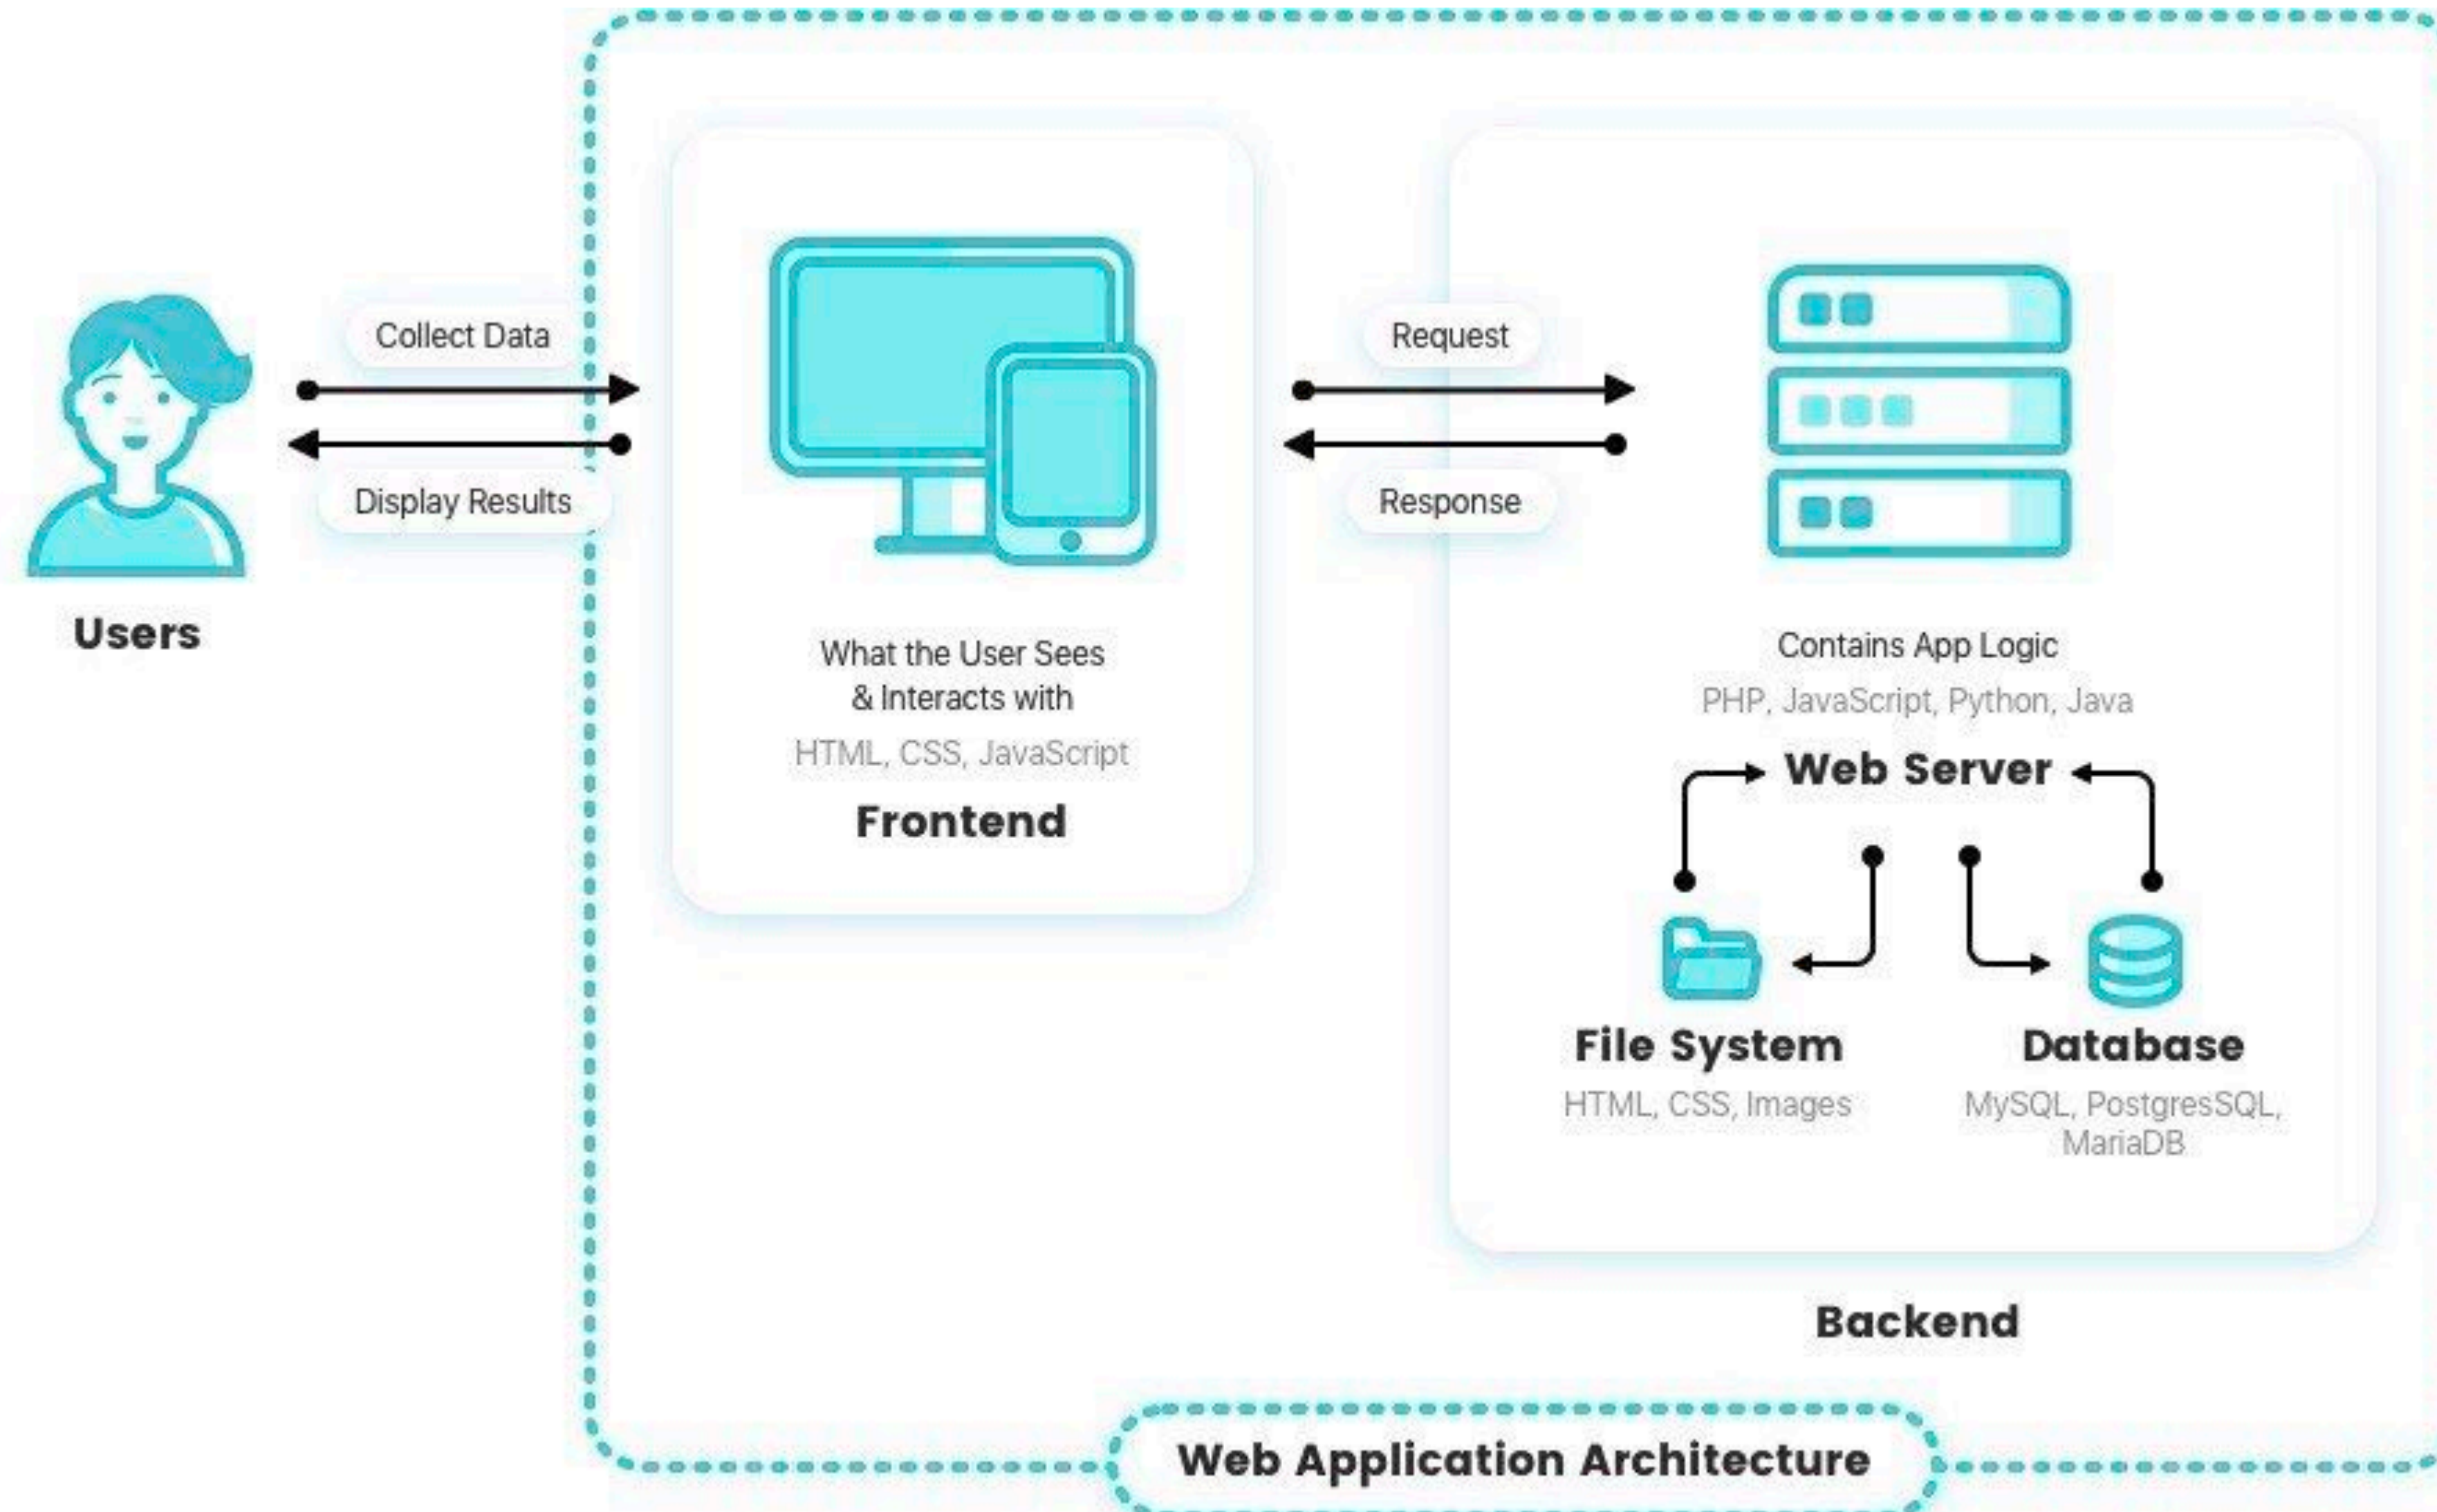 Collect Data
Display Results
Users
What the User Sees
& Interacts with
HTML, CSS, JavaScript
Frontend
Request
Response
Contains App Logic
PHP, JavaScript, Python, Java
Web Server
File System
HTML, CSS, Images
Database
MySQL, PostgresSQL,
MariaDB
Backend
Web Application Architecture